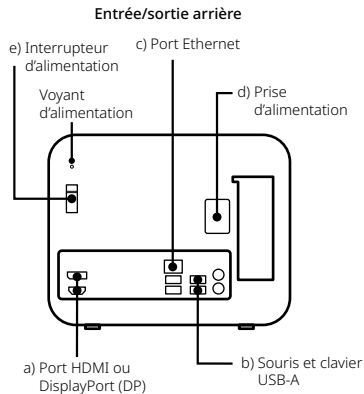 Entrée/sortie arrière
e) Interrupteur
d’alimentation
c) Port Ethernet
Voyant
d’alimentation
d) Prise
d’alimentation
a) Port HDMI ou
DisplayPort (DP)
b) Souris et clavier
USB-A